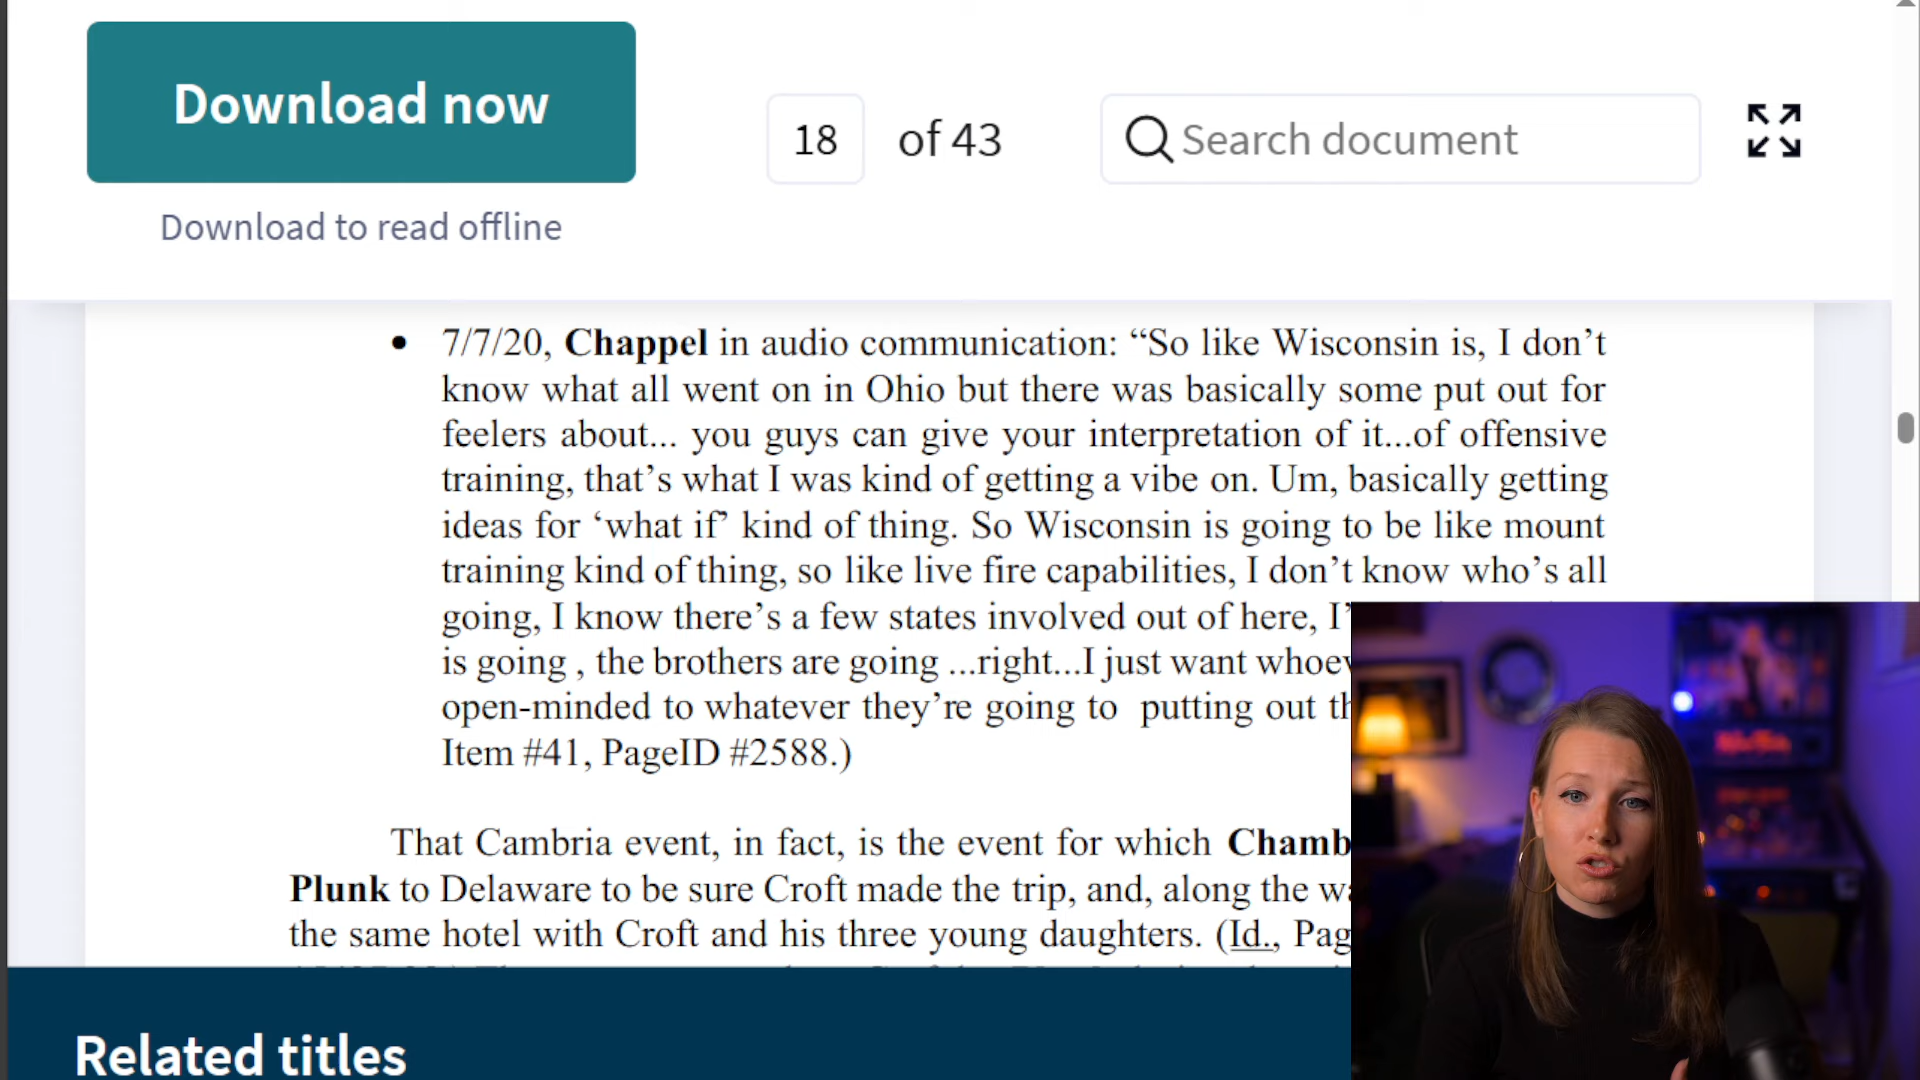 Download now
18 of 43
Search document
Download to read offline
• 7/7/20, Chappel in audio communication: “So like Wisconsin is, I don’t
know what all went on in Ohio but there was basically some put out for
feelers about... you guys can give your interpretation of it...of offensive
training, that’s what I was kind of getting a vibe on. Um, basically getting
ideas for ‘what if’ kind of thing. So Wisconsin is going to be like mount
training kind of thing, so like live fire capabilities, I don’t know who’s all
going, I know there’s a few states involved out of here,
is going , the brothers are going ...right...I just want
open-minded to whatever they’re going to putting out
Item #41, PageID #2588.)
That Cambria event, in fact, is the event for which
Plunk to Delaware to be sure Croft made the trip, and, along the
the same hotel with Croft and his three young daughters. (Id.,
Related titles